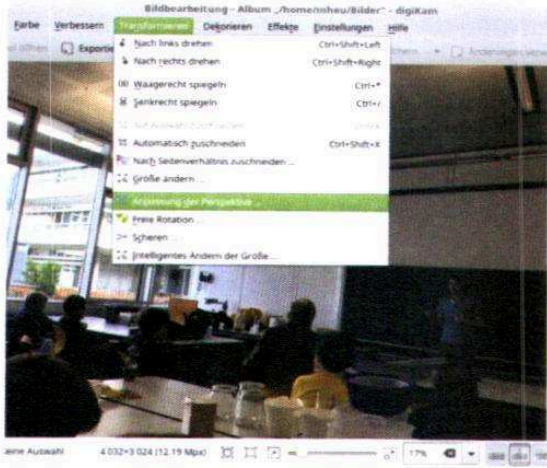 Bildbearbeitung - Album „/home/mheu/Bilder" - digiKam
Farbe Verbessern Transformieren Dekorieren Effekte Einstellungen Hilfe
Exportie
Nach links drehen Ctrl+Shift+Left
Nach rechts drehen Ctrl+Shift+Right
Waagerecht spiegeln Ctrl+*
Senkrecht spiegeln Ctrl+/
Automatisch zuschneiden Ctrl+Shift+X
Nach Seitenverhältnis zuschneiden ...
Größe ändern ...
Anpassung der Perspektive ...
Freie Rotation ...
Scheren ...
Intelligentes Ändern der Größe ...
Keine Auswahl 4 032×3 024 (12.19 Mpx) 17%